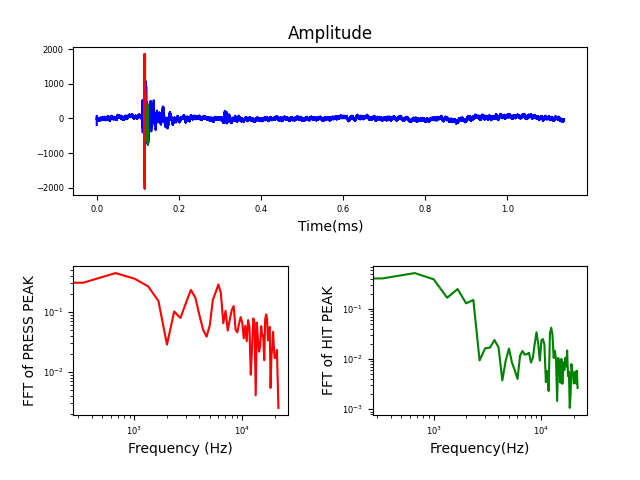 Amplitude
2000
1000
0
−1000
−2000
0.0 0.2 0.4 0.6 0.8 1.0
Time(ms)
FFT of PRESS PEAK
10⁻¹
10⁻²
10³ 10⁴
Frequency (Hz)
FFT of HIT PEAK
10⁻¹
10⁻²
10⁻³
10³ 10⁴
Frequency(Hz)